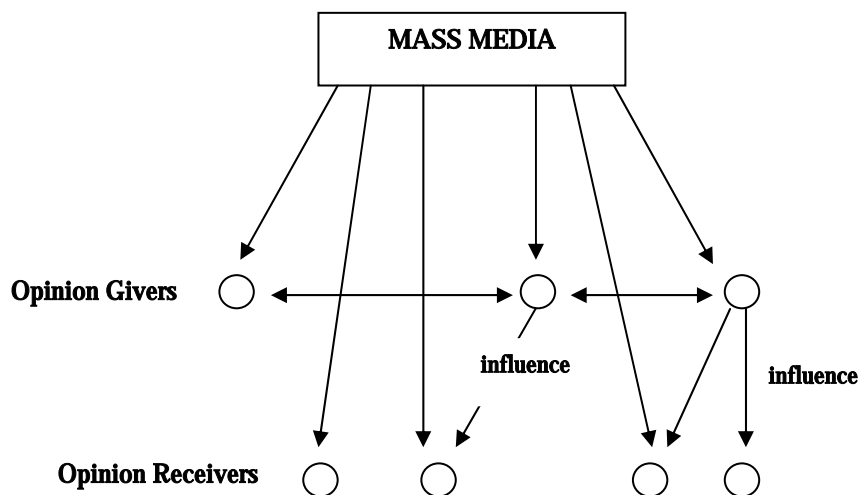 MASS MEDIA
Opinion Givers
influence
influence
Opinion Receivers